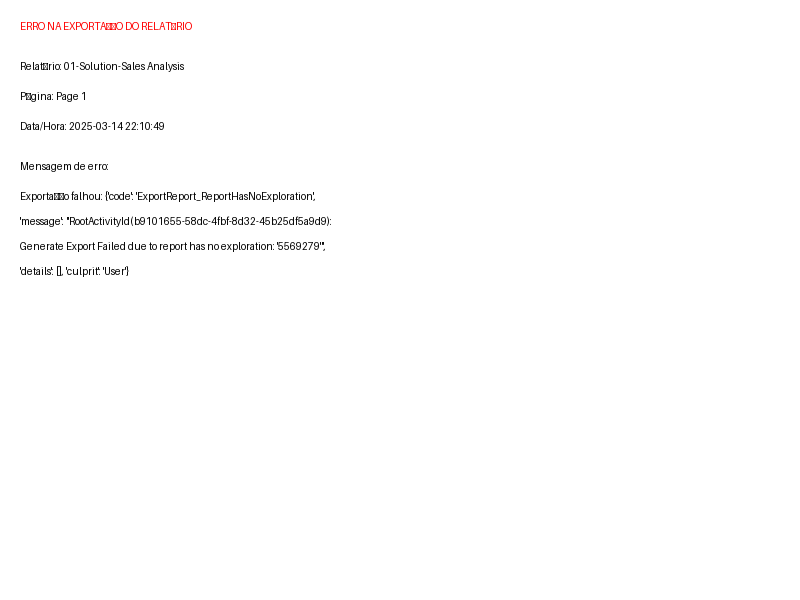 ERRO NA EXPORTA▯▯O DO RELAT▯RIO
Relat▯rio: 01-Solution-Sales Analysis
P▯gina: Page 1
Data/Hora: 2025-03-14 22:10:49
Mensagem de erro:
Exporta▯▯o falhou: {'code': 'ExportReport_ReportHasNoExploration',
'message': "RootActivityId(b9101655-58dc-4fbf-8d32-45b25df5a9d9):
Generate Export Failed due to report has no exploration: '5569279'",
'details': [], 'culprit': 'User'}